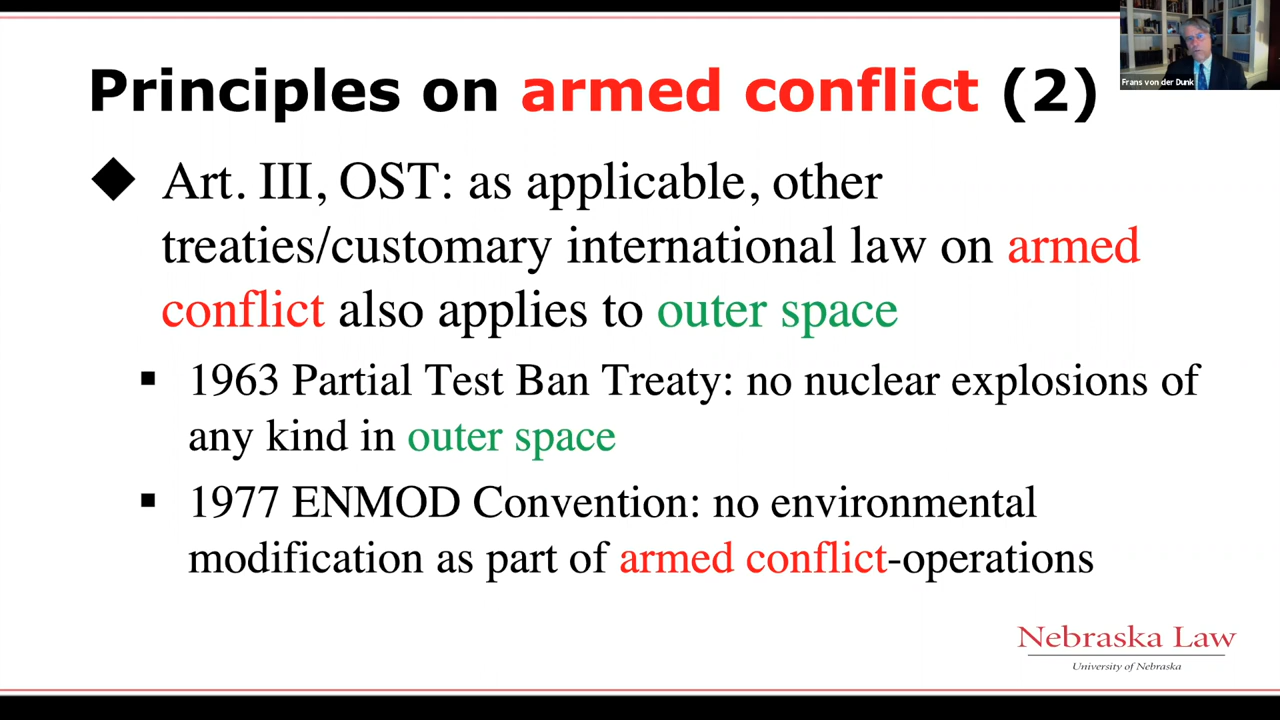 Principles on armed conflict (2)
Frans von der Dunk
◆ Art. III, OST: as applicable, other
treaties/customary international law on armed
conflict also applies to outer space
▪ 1963 Partial Test Ban Treaty: no nuclear explosions of
any kind in outer space
▪ 1977 ENMOD Convention: no environmental
modification as part of armed conflict-operations
Nebraska Law
University of Nebraska